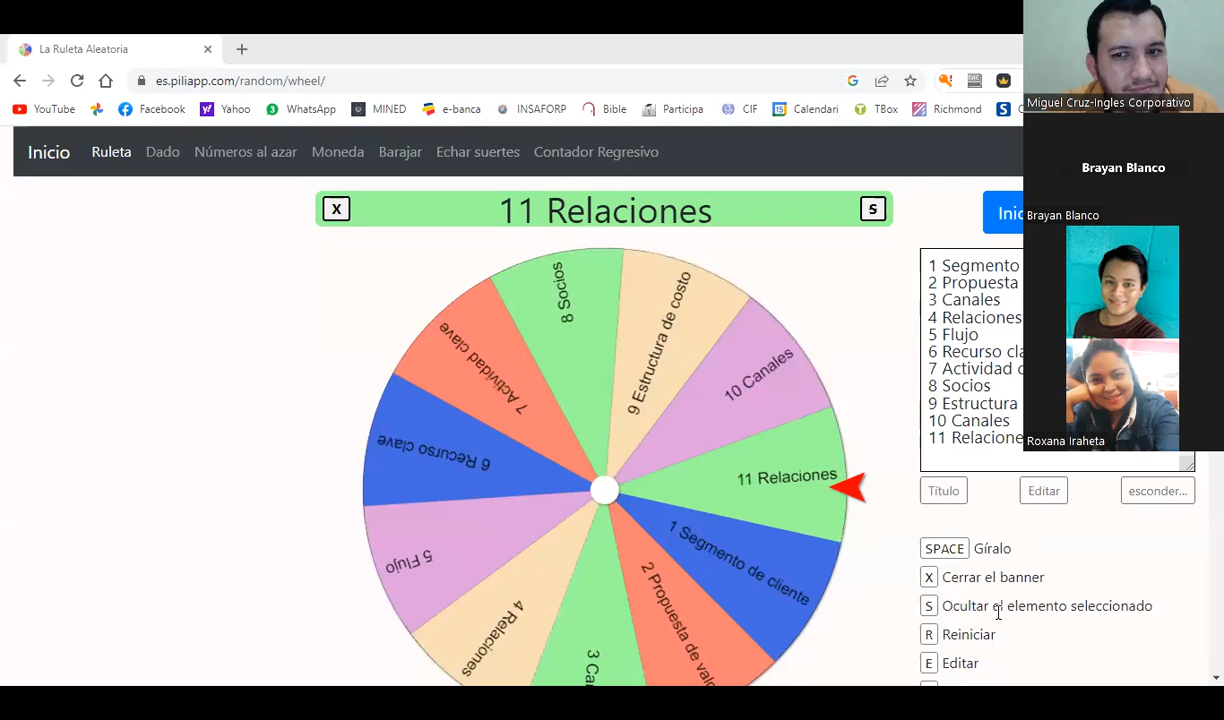 La Ruleta Aleatoria
es.piliapp.com/random/wheel/
YouTube Facebook Yahoo WhatsApp MINED e-banca INSAFORP Bible Participa CIF Calendari TBox Richmond
Inicio Ruleta Dado Números al azar Moneda Barajar Echar suertes Contador Regresivo
X 11 Relaciones S
Inic
1 Segmento
2 Propuesta
3 Canales
4 Relaciones
5 Flujo
6 Recurso cla
7 Actividad c
8 Socios
9 Estructura
10 Canales
11 Relacione
Título Editar esconder...
SPACE Gíralo
X Cerrar el banner
S Ocultar el elemento seleccionado
R Reiniciar
E Editar
8 Socios
9 Estructura de costo
10 Canales
11 Relaciones
1 Segmento de cliente
2 Propuesta de valo
3 Ca
4 Relaciones
5 Flujo
6 Recurso clave
7 Actividad clave
Miguel Cruz-Ingles Corporativo
Brayan Blanco
Brayan Blanco
Roxana Iraheta